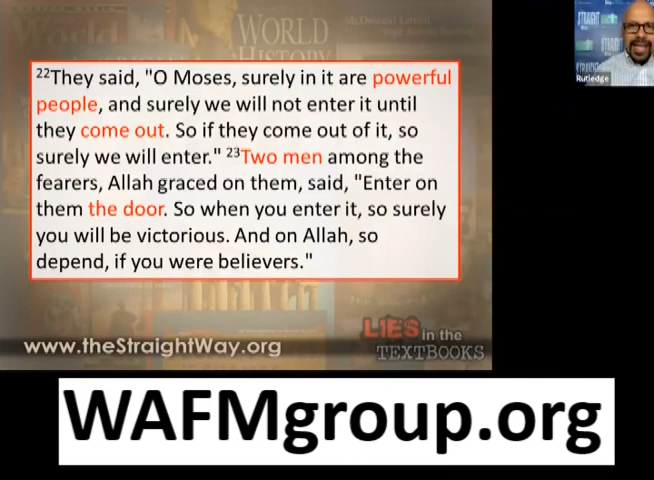 WORLD
HISTORY
²²They said, "O Moses, surely in it are powerful
people, and surely we will not enter it until
they come out. So if they come out of it, so
surely we will enter." ²³Two men among the
fearers, Allah graced on them, said, "Enter on
them the door. So when you enter it, so surely
you will be victorious. And on Allah, so
depend, if you were believers."
www.theStraightWay.org
LIES in the
TEXTBOOKS
STRAIGHT
Rutledge
WAFMgroup.org